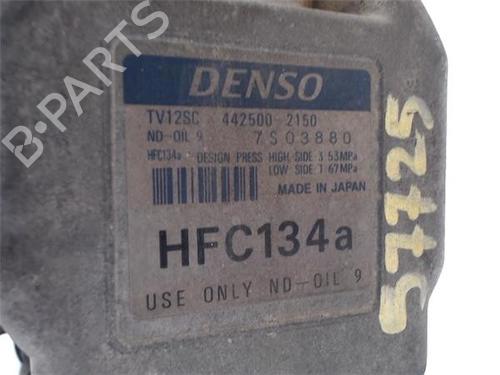 DENSO
TV12SC 442500-2150
ND-OIL 9 7S03880
HFC134a DESIGN PRESS HIGH SIDE 3.53MPa
LOW SIDE 1.67MPa
MADE IN JAPAN
HFC134a
USE ONLY ND-OIL 9
57725